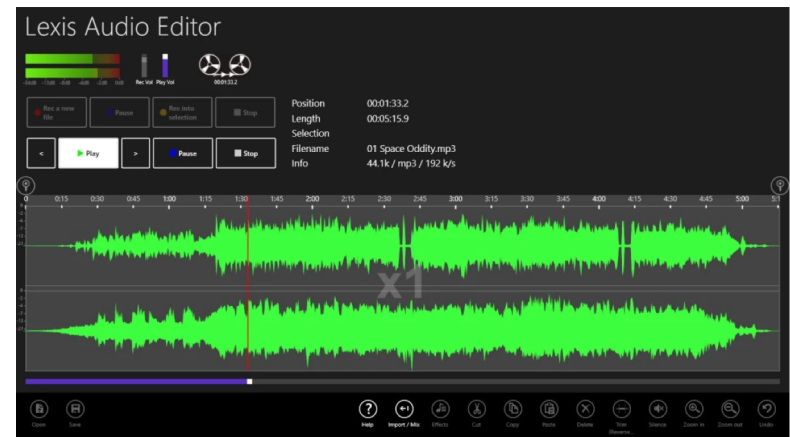 Lexis Audio Editor
Rec Vol Play Vol 00:01:33.2
Rec a new file Pause Rec into selection Stop
< Play > Pause Stop
Position 00:01:33.2
Length 00:05:15.9
Selection
Filename 01 Space Oddity.mp3
Info 44.1k / mp3 / 192 k/s
0 0:15 0:30 0:45 1:00 1:15 1:30 1:45 2:00 2:15 2:30 2:45 3:00 3:15 3:30 3:45 4:00 4:15 4:30 4:45 5:00 5:1
x1
Open Save Help Import / Mix Effects Cut Copy Paste Delete Trim (Reverse... Silence Zoom in Zoom out Undo